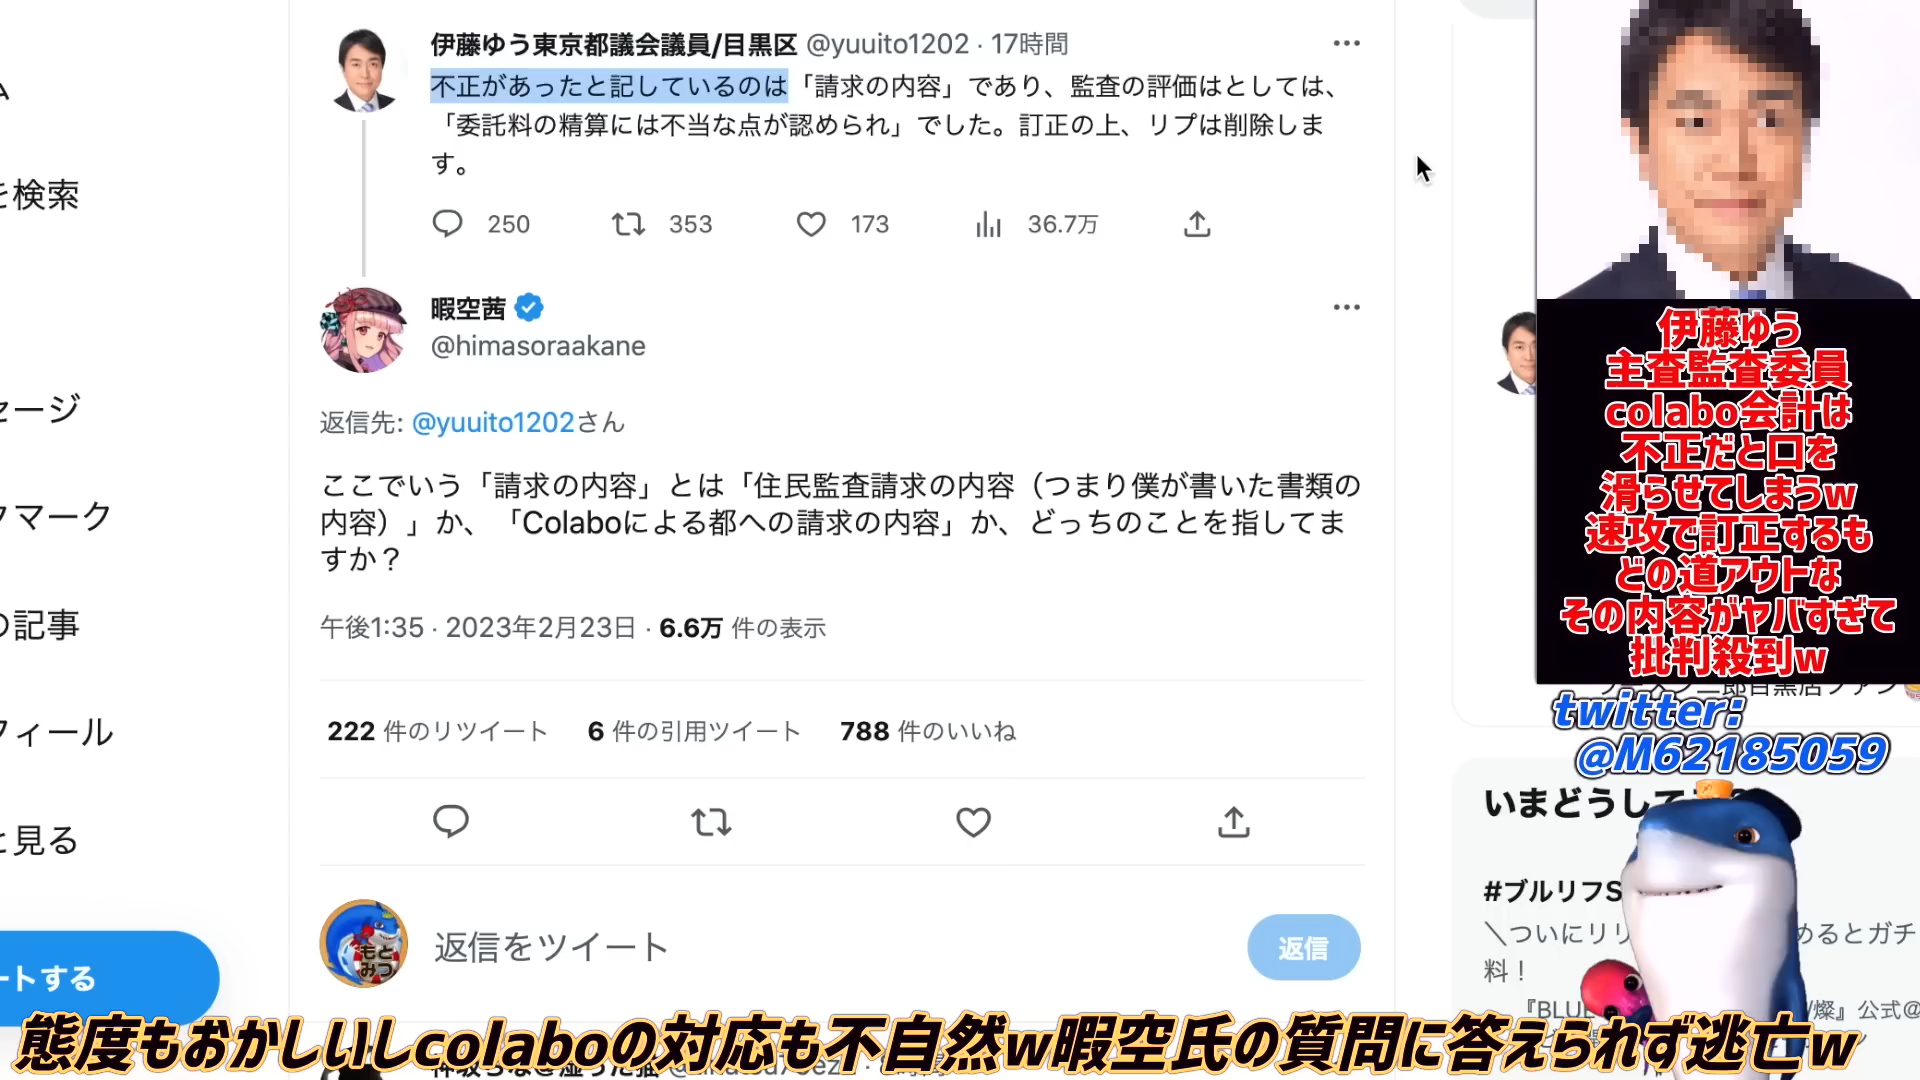 伊藤ゆう東京都議会議員/目黒区 @yuuito1202 · 17時間
不正があったと記しているのは「請求の内容」であり、監査の評価はとしては、
「委託料の精算には不当な点が認められ」でした。訂正の上、リプは削除しま
す。
250 353 173 36.7万
暇空茜
@himasoraakane
返信先: @yuuito1202さん
ここでいう「請求の内容」とは「住民監査請求の内容（つまり僕が書いた書類の
内容）」か、「Colaboによる都への請求の内容」か、どっちのことを指してま
すか？
午後1:35 · 2023年2月23日 · 6.6万 件の表示
222 件のリツイート 6 件の引用ツイート 788 件のいいね
もと
みつ
返信をツイート
返信
を検索
セージ
クマーク
の記事
フィール
と見る
ートする
伊藤ゆう
主査監査委員
colabo会計は
不正だと口を
滑らせてしまうw
速攻で訂正するも
どの道アウトな
その内容がヤバすぎて
批判殺到w
twitter:
@M62185059
いまどうして
#ブルリフS
＼ついにリリ めるとガチ
料！
『BLUE /燦』公式@
態度もおかしいしcolaboの対応も不自然w暇空氏の質問に答えられず逃亡w